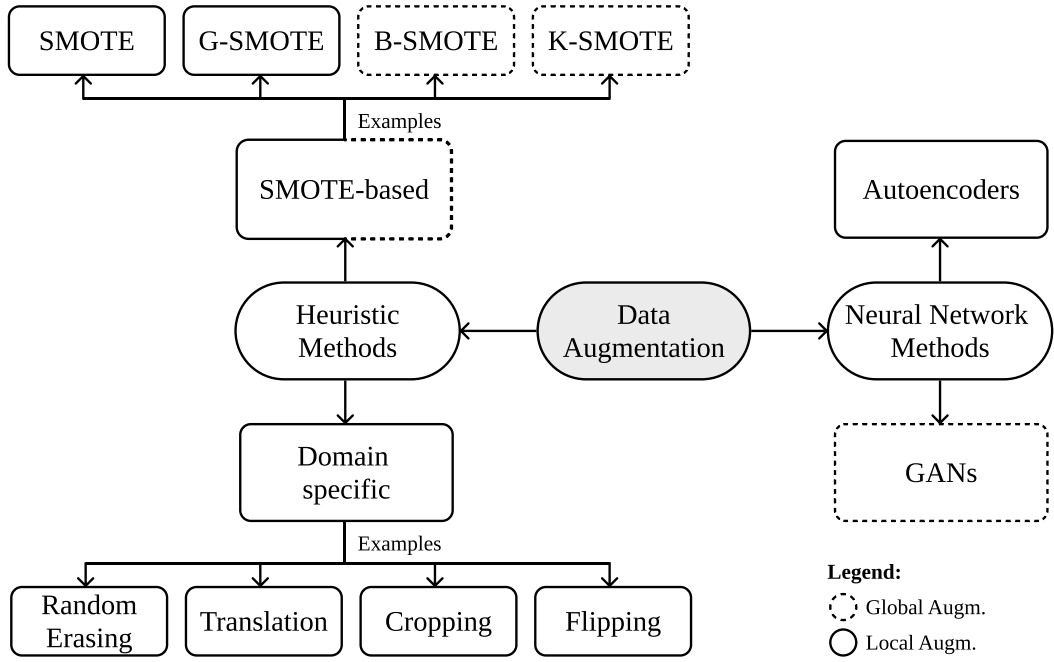 SMOTE
G-SMOTE
B-SMOTE
K-SMOTE
Examples
SMOTE-based
Autoencoders
Heuristic
Methods
Data
Augmentation
Neural Network
Methods
Domain
specific
GANs
Examples
Random
Erasing
Translation
Cropping
Flipping
Legend:
Global Augm.
Local Augm.